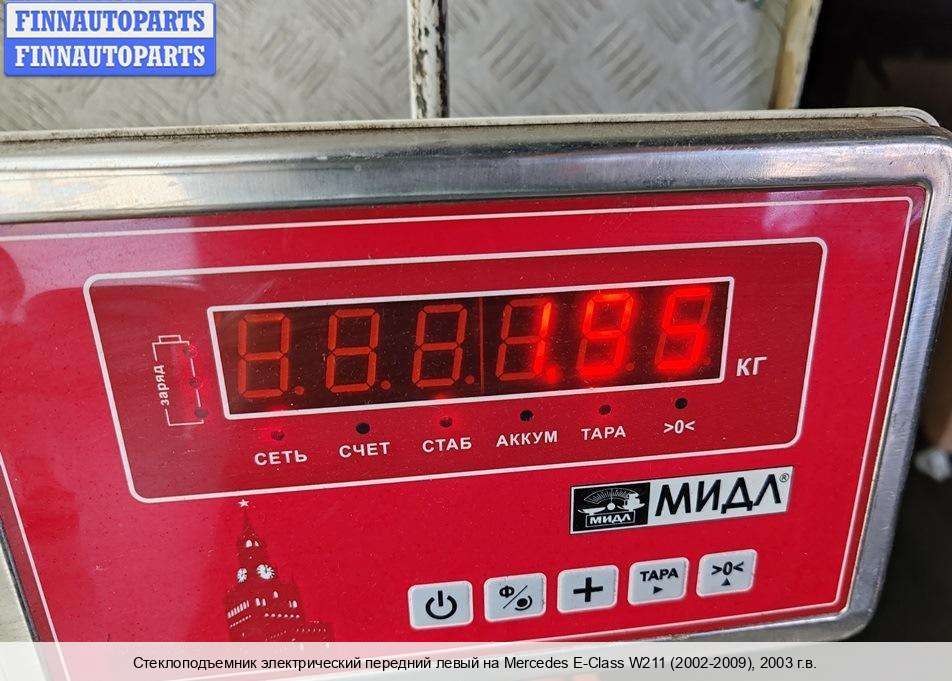 FINNAUTOPARTS
FINNAUTOPARTS
заряд
1.95
КГ
СЕТЬ СЧЕТ СТАБ АККУМ ТАРА >0<
МИДЛ МИДЛ®
Ф/ + ТАРА >0<
Стеклоподъемник электрический передний левый на Mercedes E-Class W211 (2002-2009), 2003 г.в.